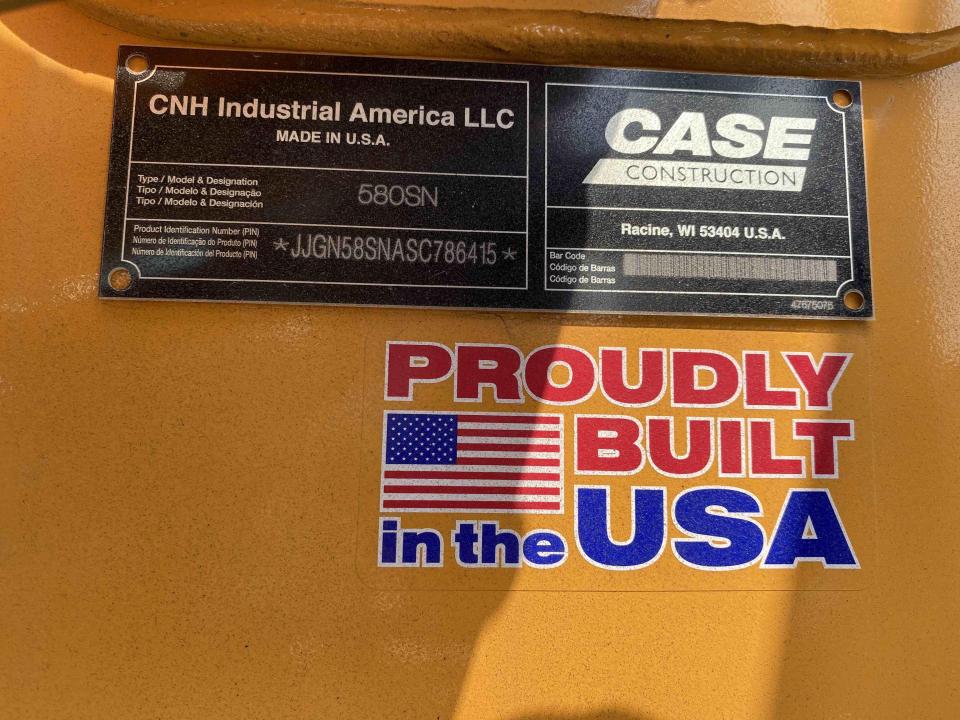 CNH Industrial America LLC
MADE IN U.S.A.
Type / Model & Designation
Tipo / Modelo & Designação
Tipo / Modelo & Designación
580SN
Product Identification Number (PIN)
Número de Identificação do Produto (PIN)
Número de Identificación del Producto (PIN)
*JJGN58SNASC786415*
CASE
CONSTRUCTION
Racine, WI 53404 U.S.A.
Bar Code
Código de Barras
Código de Barras
47675075
PROUDLY
BUILT
in the USA